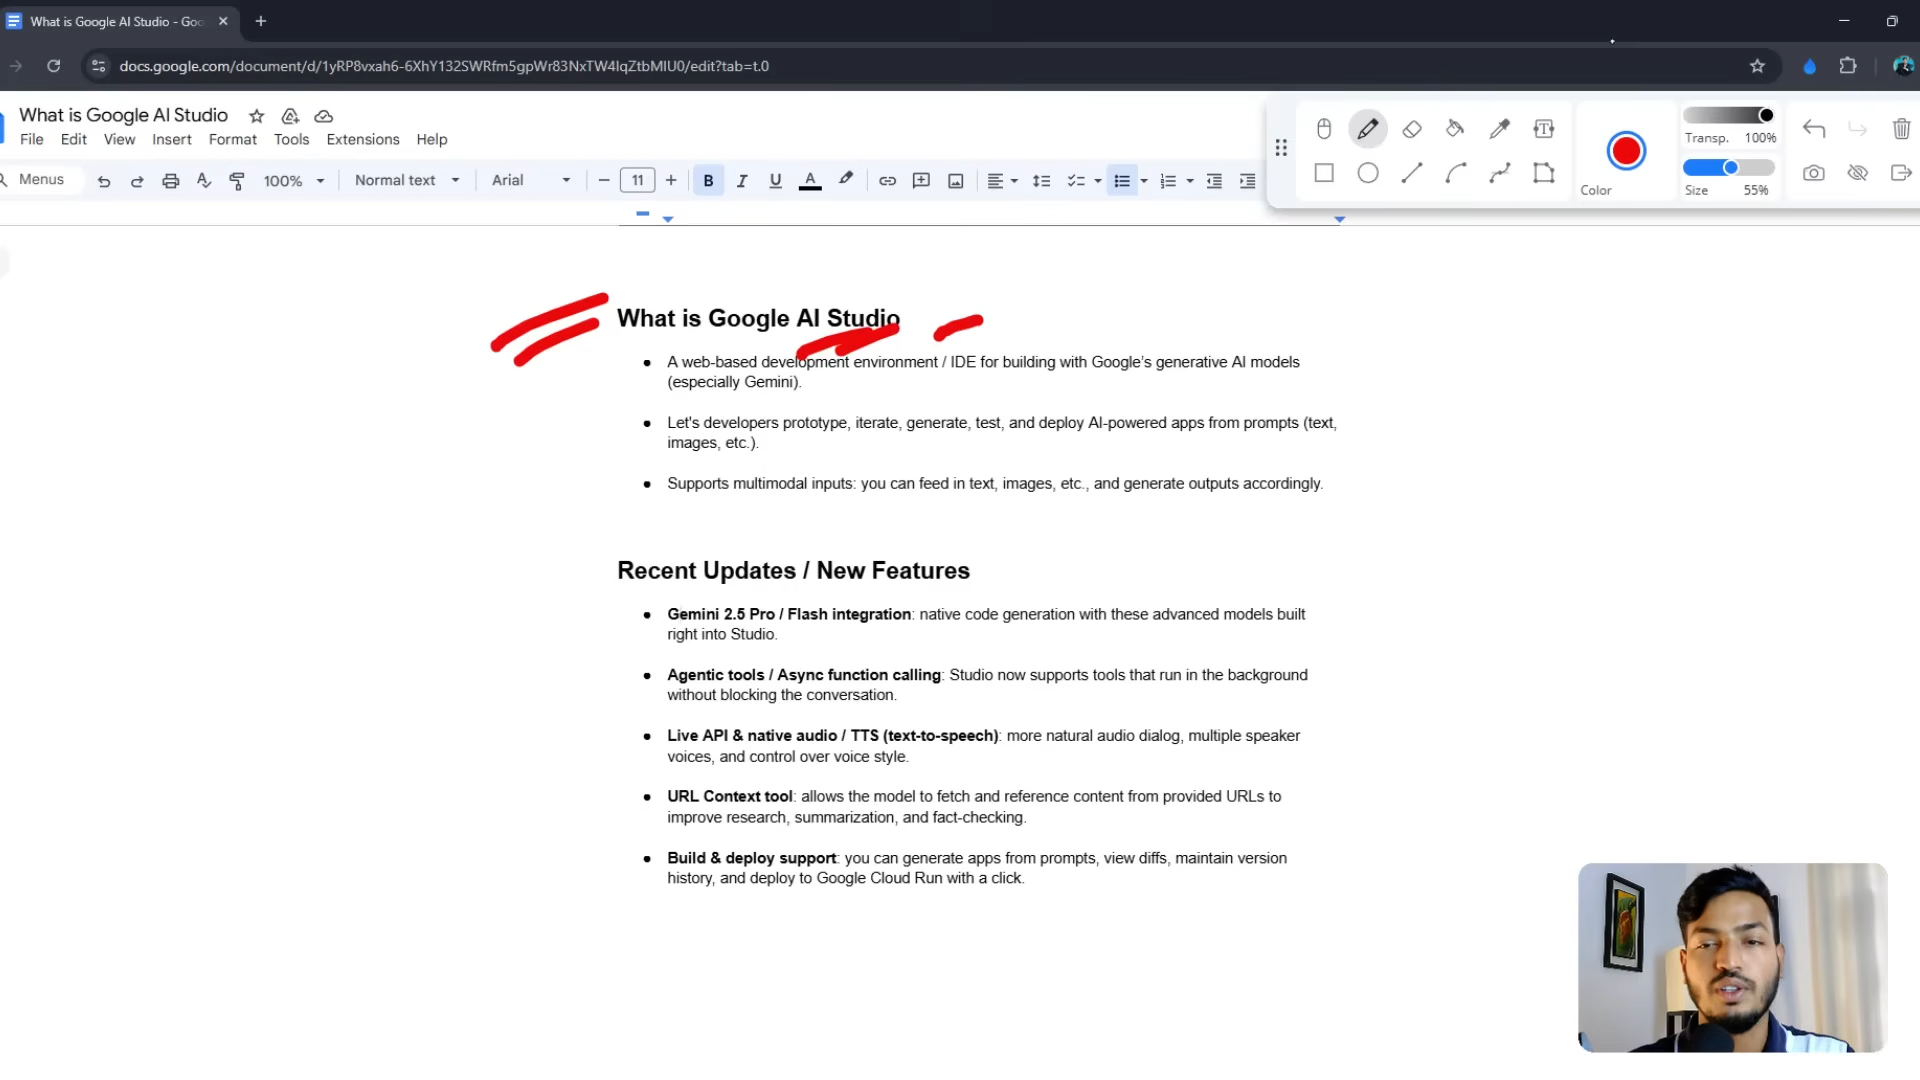 What is Google AI Studio - Goo
docs.google.com/document/d/1yRP8vxah6-6XhY132SWRfm5gpWr83NxTW4lqZtbMlU0/edit?tab=t.0
What is Google AI Studio
File Edit View Insert Format Tools Extensions Help
Menus 100% Normal text Arial 11 B I U A
Transp. 100%
Color Size 55%
What is Google AI Studio
● A web-based development environment / IDE for building with Google’s generative AI models
(especially Gemini).
● Let's developers prototype, iterate, generate, test, and deploy AI-powered apps from prompts (text,
images, etc.).
● Supports multimodal inputs: you can feed in text, images, etc., and generate outputs accordingly.
Recent Updates / New Features
● Gemini 2.5 Pro / Flash integration: native code generation with these advanced models built
right into Studio.
● Agentic tools / Async function calling: Studio now supports tools that run in the background
without blocking the conversation.
● Live API & native audio / TTS (text-to-speech): more natural audio dialog, multiple speaker
voices, and control over voice style.
● URL Context tool: allows the model to fetch and reference content from provided URLs to
improve research, summarization, and fact-checking.
● Build & deploy support: you can generate apps from prompts, view diffs, maintain version
history, and deploy to Google Cloud Run with a click.